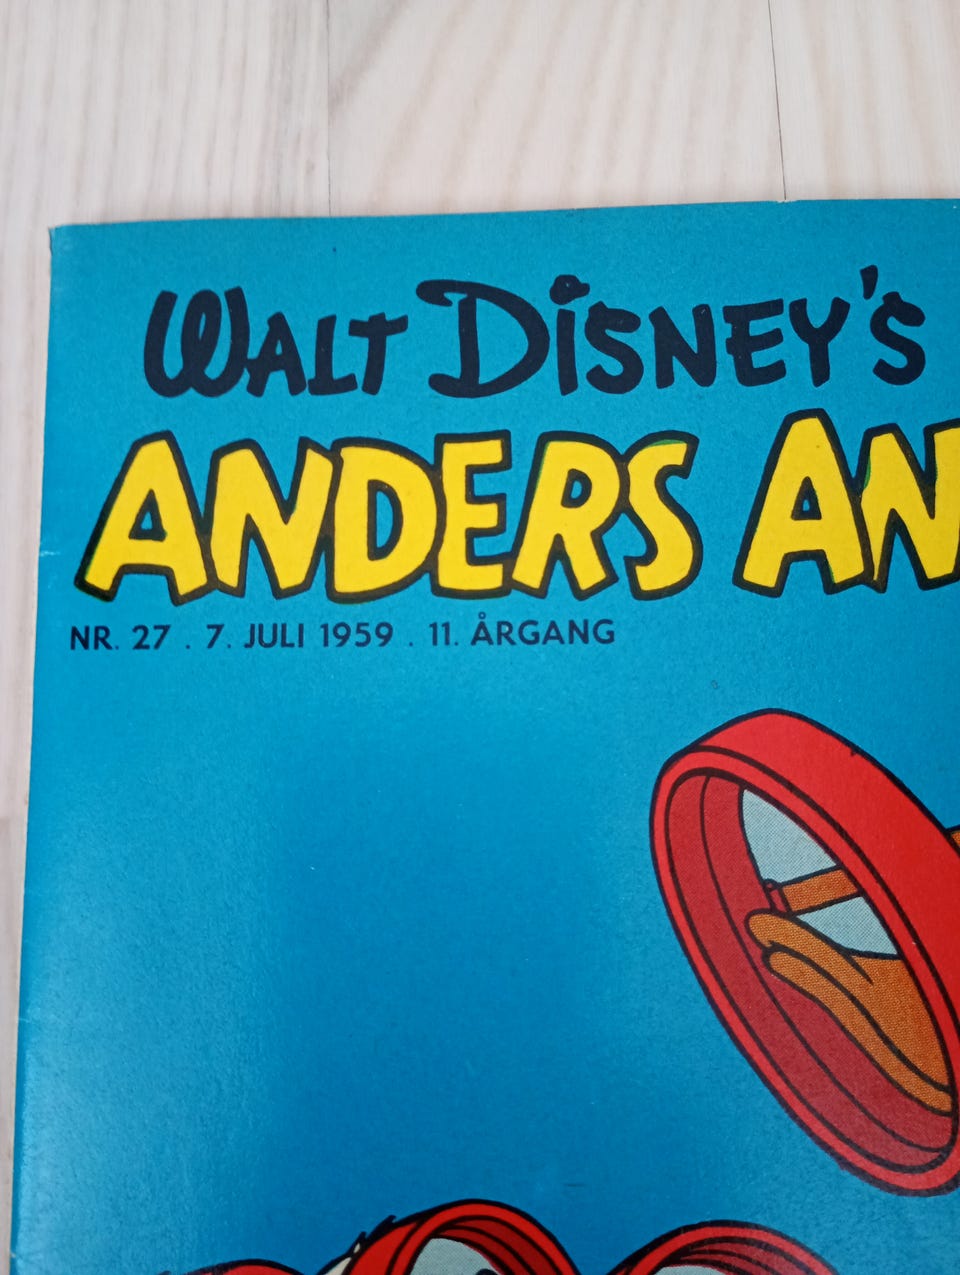 WALT DISNEY'S
ANDERS AN
NR. 27 . 7. JULI 1959 . 11. ÅRGANG